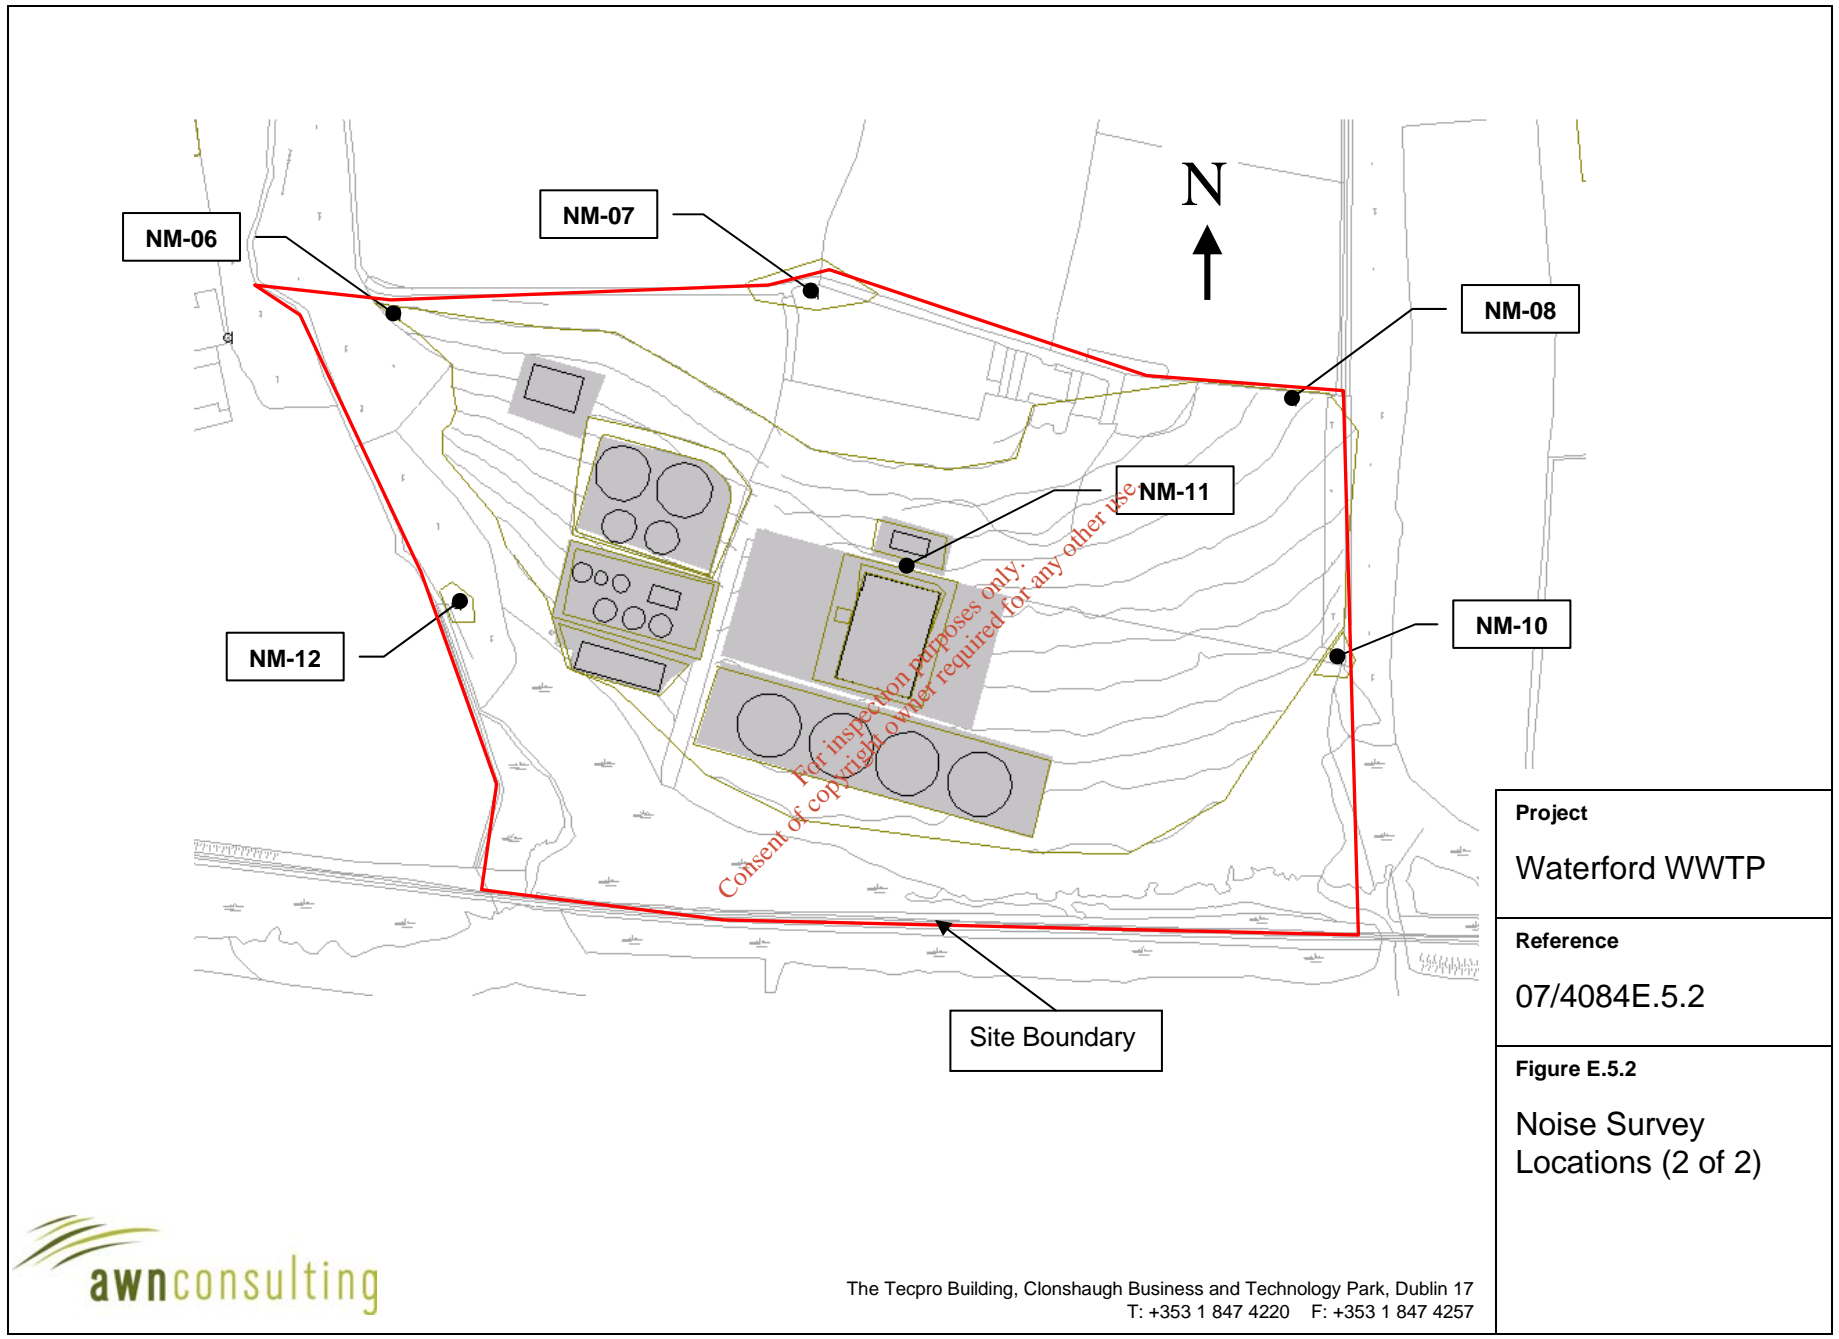 N
NM-07
NM-06
NM-08
NM-11
NM-10
NM-12
For inspection purposes only.
Consent of copyright owner required for any other use.
Site Boundary
Project
Waterford WWTP
Reference
07/4084E.5.2
Figure E.5.2
Noise Survey
Locations (2 of 2)
awnconsulting
The Tecpro Building, Clonshaugh Business and Technology Park, Dublin 17
T: +353 1 847 4220 F: +353 1 847 4257